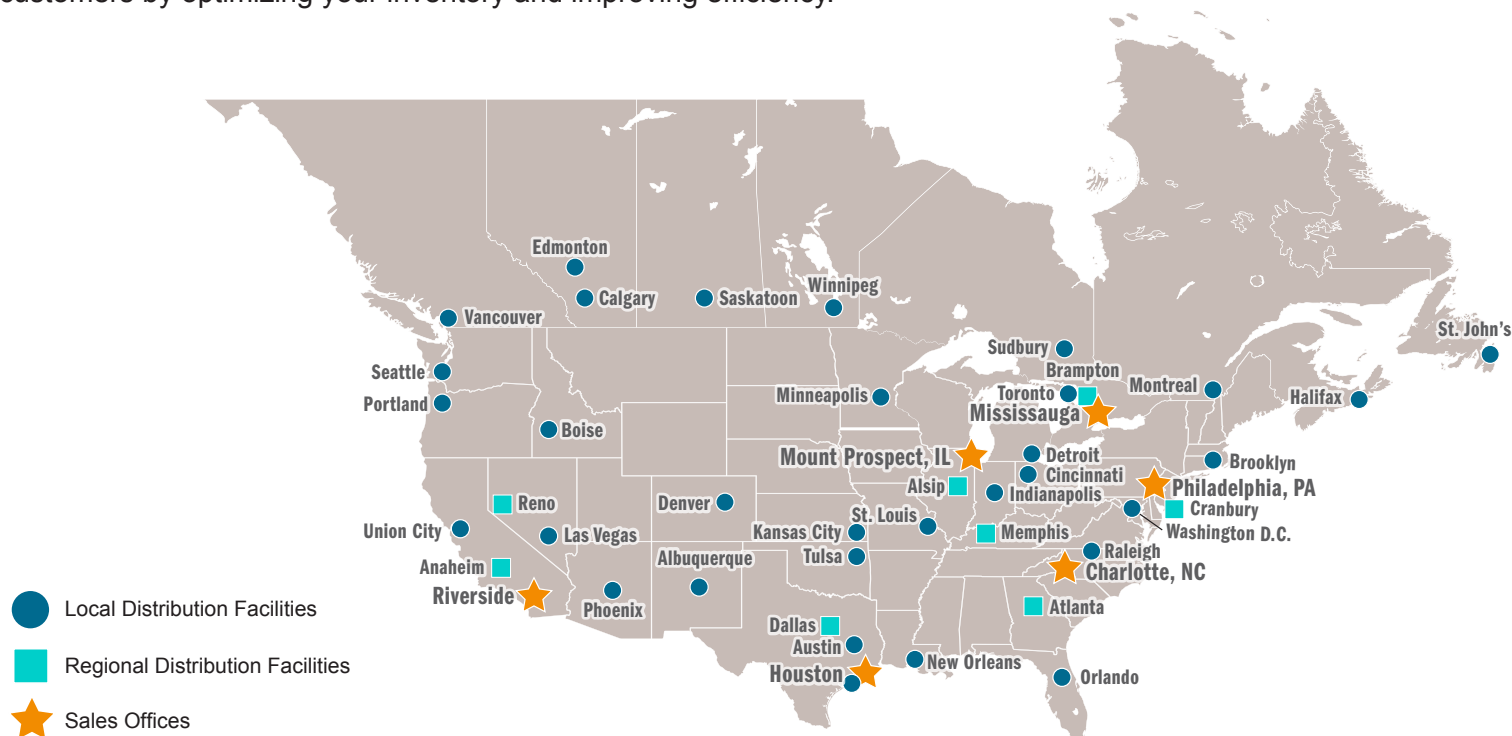 customers by optimizing your inventory and improving efficiency.
Edmonton
Calgary
Saskatoon
Winnipeg
Vancouver
St. John's
Sudbury
Brampton
Seattle
Toronto
Montreal
Minneapolis
Halifax
Portland
Mississauga
Boise
Mount Prospect, IL
Detroit
Brooklyn
Cincinnati
Alsip
Indianapolis
Philadelphia, PA
Reno
Denver
Cranbury
St. Louis
Union City
Las Vegas
Kansas City
Memphis
Washington D.C.
Albuquerque
Tulsa
Raleigh
Anaheim
Charlotte, NC
Riverside
Phoenix
Atlanta
Local Distribution Facilities
Dallas
Austin
New Orleans
Regional Distribution Facilities
Houston
Orlando
Sales Offices